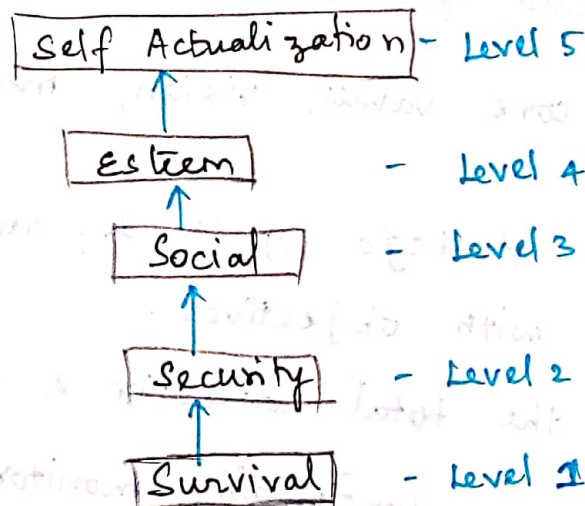 Self Actualization - Level 5
Esteem - Level 4
Social - Level 3
Security - Level 2
Survival - Level 1